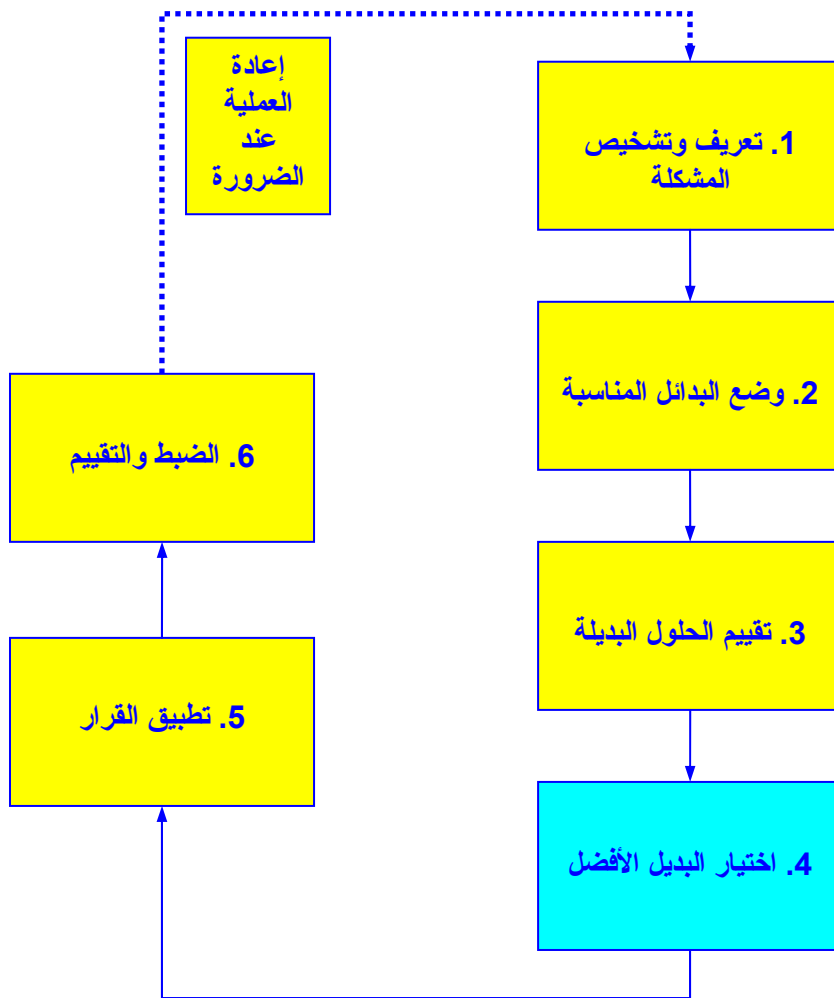 إعادة
العملية
عند
الضرورة
1. تعريف وتشخيص
المشكلة
2. وضع البدائل المناسبة
3. تقييم الحلول البديلة
4. اختيار البديل الأفضل
5. تطبيق القرار
6. الضبط والتقييم